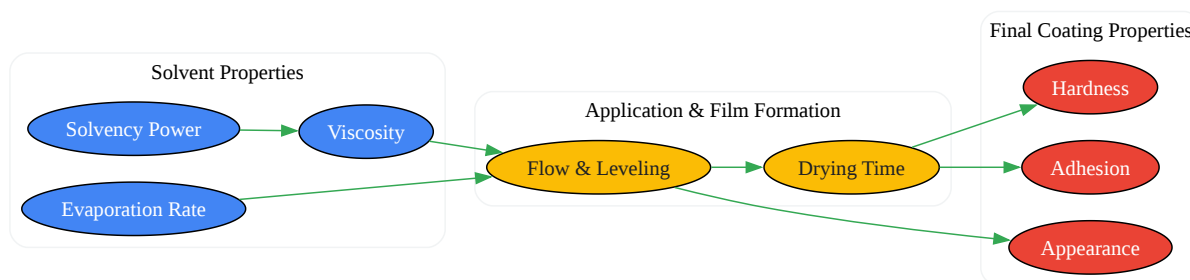 Solvent Properties
Solvency Power
Viscosity
Evaporation Rate
Application & Film Formation
Flow & Leveling
Drying Time
Final Coating Properties
Hardness
Adhesion
Appearance